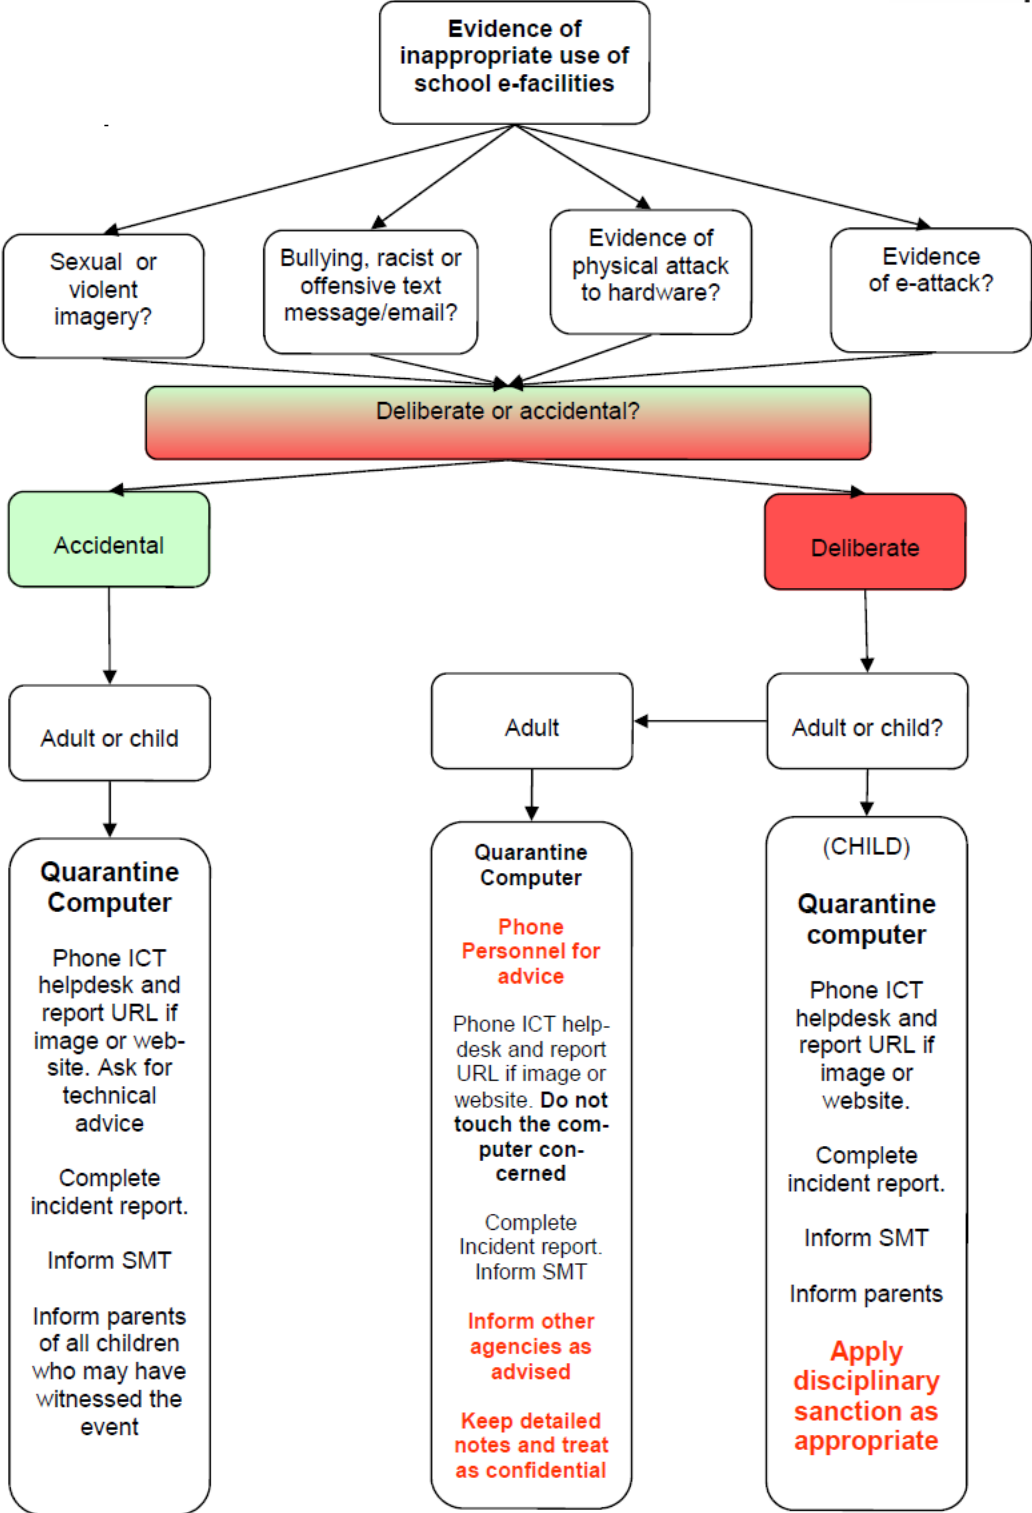 Evidence of
inappropriate use of
school e-facilities
Sexual or
violent
imagery?
Bullying, racist or
offensive text
message/email?
Evidence of
physical attack
to hardware?
Evidence
of e-attack?
Deliberate or accidental?
Accidental
Deliberate
Adult or child
Adult
Adult or child?
Quarantine
Computer
Phone ICT
helpdesk and
report URL if
image or web-
site. Ask for
technical
advice
Complete
incident report.
Inform SMT
Inform parents
of all children
who may have
witnessed the
event
Quarantine
Computer
Phone
Personnel for
advice
Phone ICT help-
desk and report
URL if image or
website. Do not
touch the com-
puter con-
cerned
Complete
Incident report.
Inform SMT
Inform other
agencies as
advised
Keep detailed
notes and treat
as confidential
(CHILD)
Quarantine
computer
Phone ICT
helpdesk and
report URL if
image or
website.
Complete
incident report.
Inform SMT
Inform parents
Apply
disciplinary
sanction as
appropriate